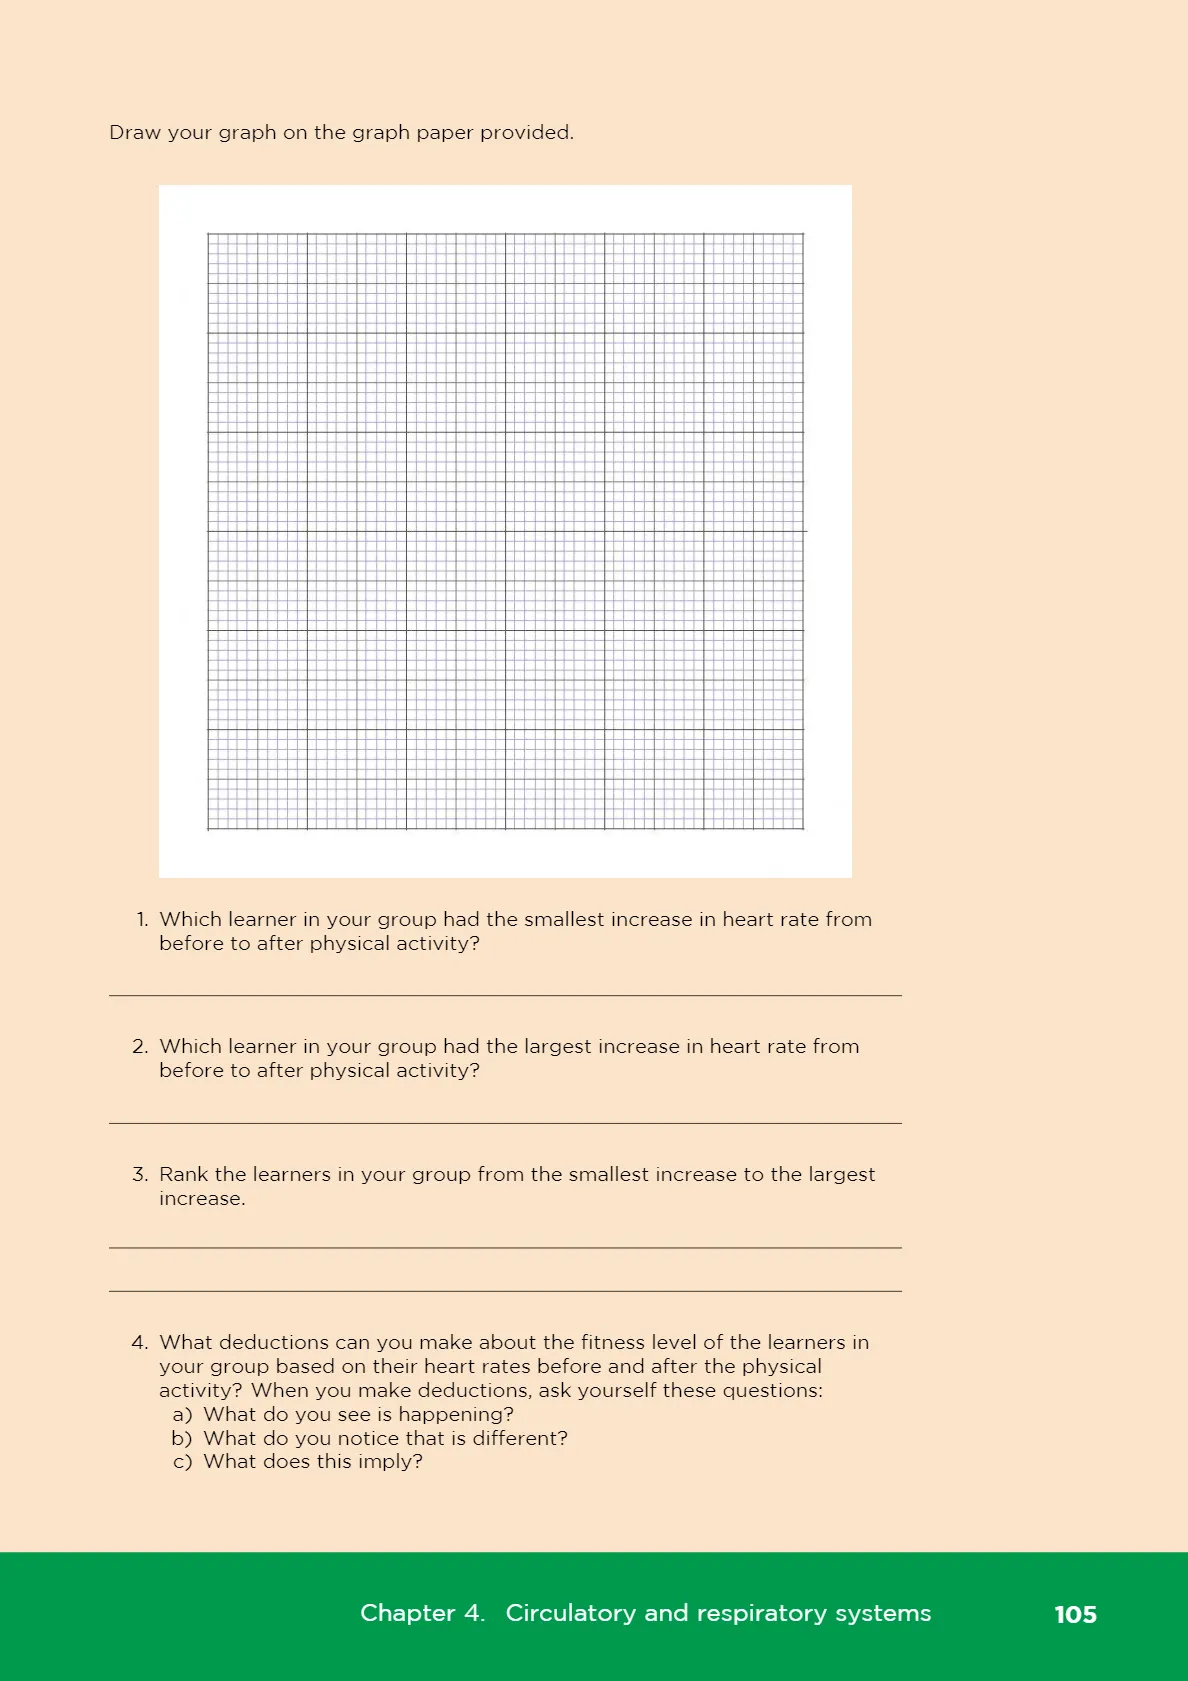 Draw your graph on the graph paper provided.
1. Which learner in your group had the smallest increase in heart rate from
before to after physical activity?
2. Which learner in your group had the largest increase in heart rate from
before to after physical activity?
3. Rank the learners in your group from the smallest increase to the largest
increase.
4. What deductions can you make about the fitness level of the learners in
your group based on their heart rates before and after the physical
activity? When you make deductions, ask yourself these questions:
a) What do you see is happening?
b) What do you notice that is different?
c) What does this imply?
Chapter 4. Circulatory and respiratory systems 105